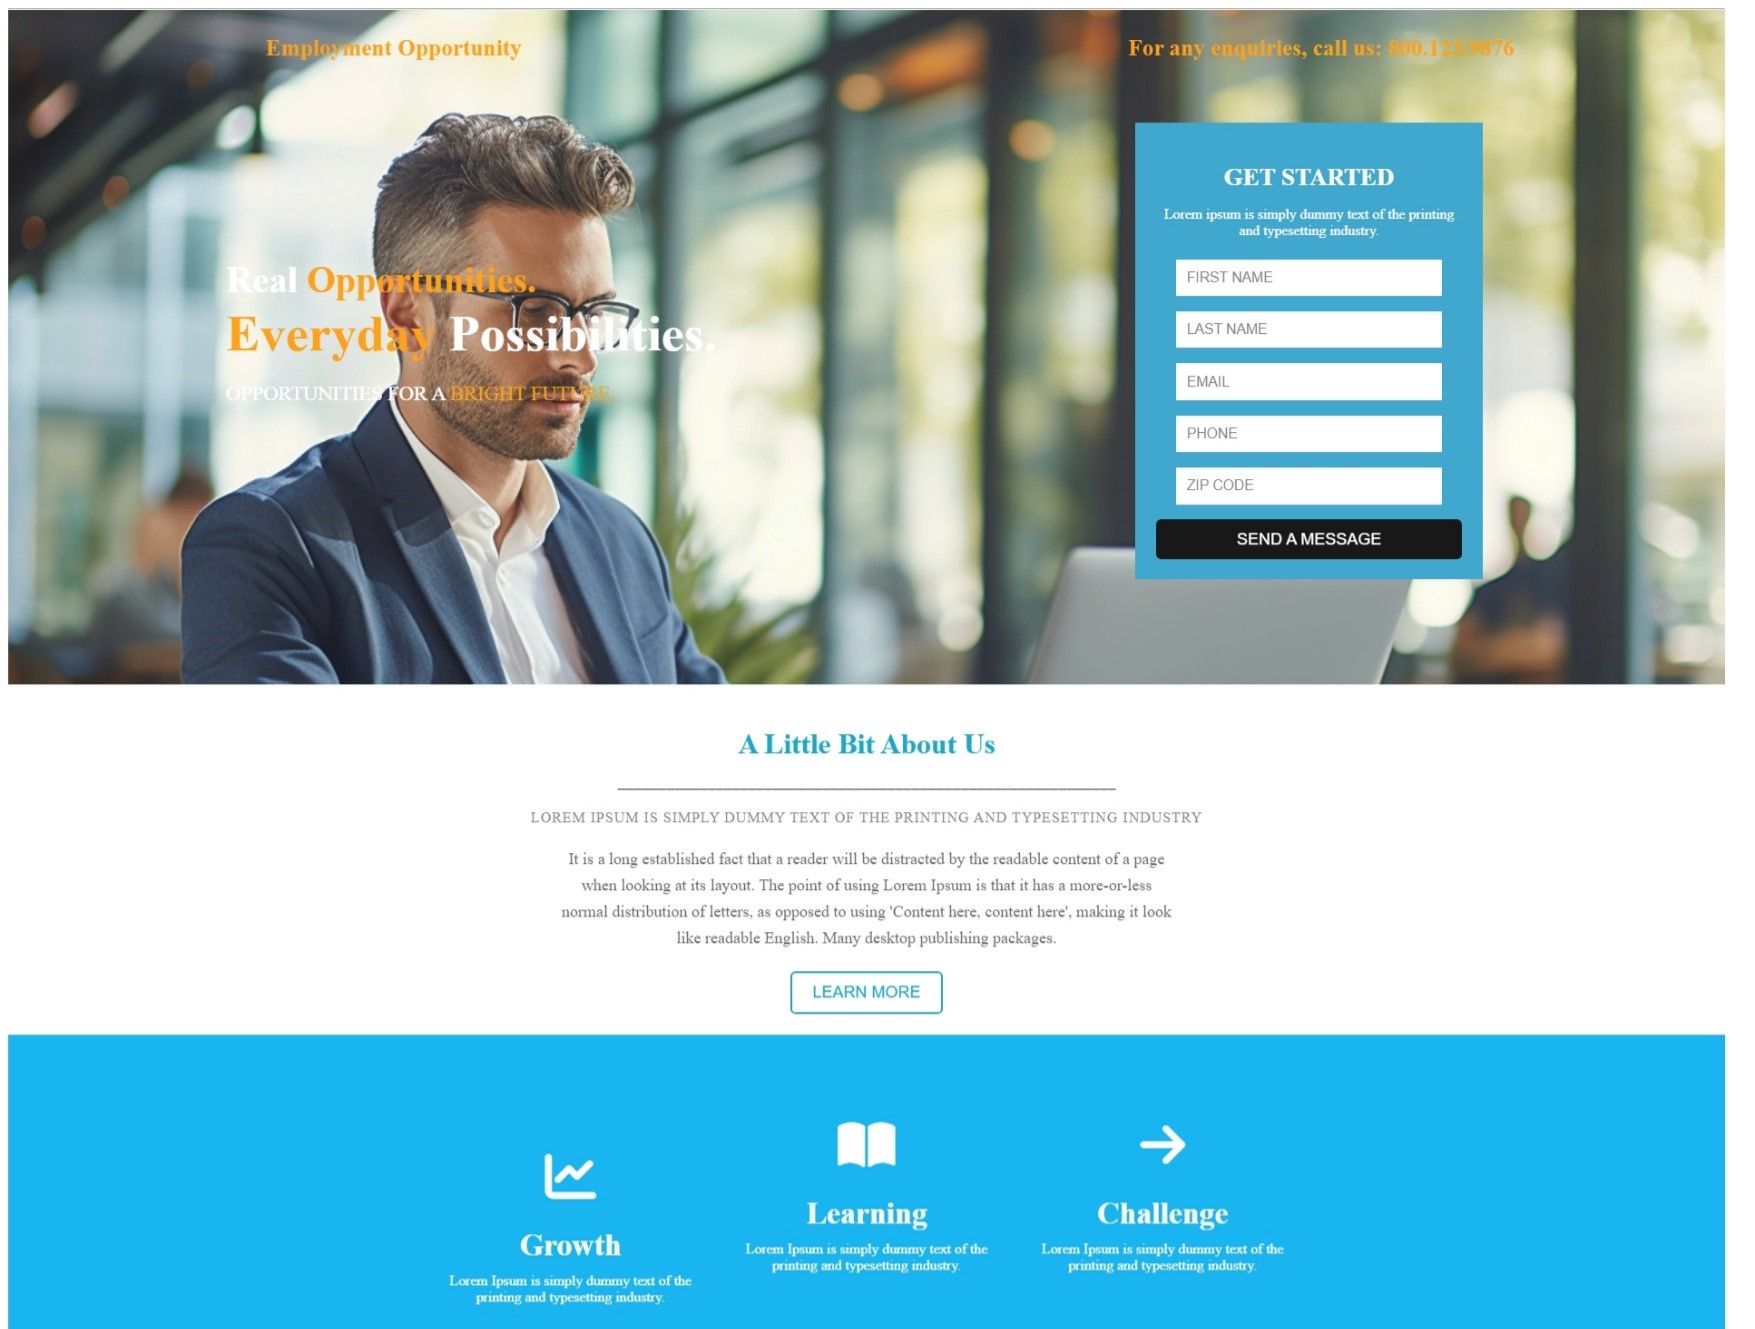 Employment Opportunity
For any enquiries, call us: 800.123.9876
Real Opportunities.
Everyday Possibilities.
OPPORTUNITIES FOR A BRIGHT FUTURE.
GET STARTED
Lorem ipsum is simply dummy text of the printing
and typesetting industry.
FIRST NAME
LAST NAME
EMAIL
PHONE
ZIP CODE
SEND A MESSAGE
A Little Bit About Us
LOREM IPSUM IS SIMPLY DUMMY TEXT OF THE PRINTING AND TYPESETTING INDUSTRY
It is a long established fact that a reader will be distracted by the readable content of a page
when looking at its layout. The point of using Lorem Ipsum is that it has a more-or-less
normal distribution of letters, as opposed to using 'Content here, content here', making it look
like readable English. Many desktop publishing packages.
LEARN MORE
Growth
Lorem Ipsum is simply dummy text of the
printing and typesetting industry.
Learning
Lorem Ipsum is simply dummy text of the
printing and typesetting industry.
Challenge
Lorem Ipsum is simply dummy text of the
printing and typesetting industry.